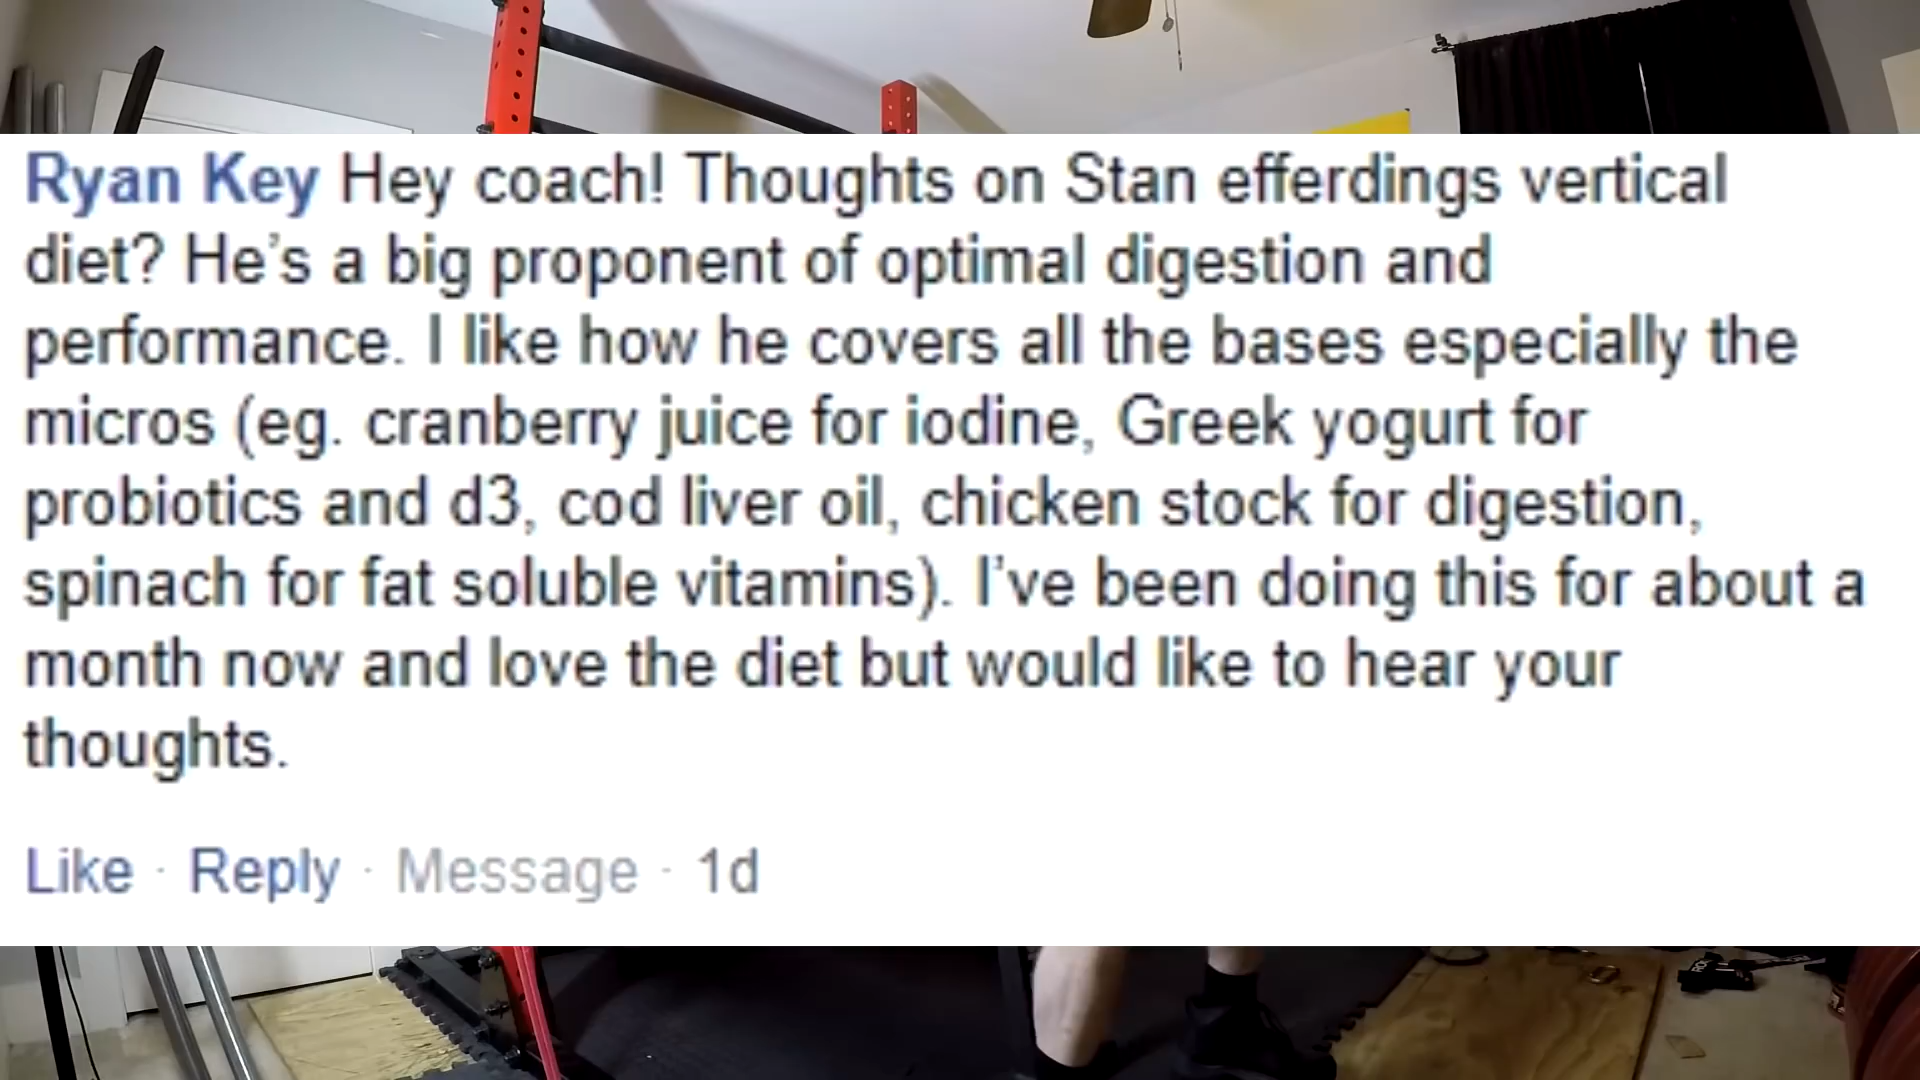 Ryan Key Hey coach! Thoughts on Stan efferdings vertical
diet? He's a big proponent of optimal digestion and
performance. I like how he covers all the bases especially the
micros (eg. cranberry juice for iodine, Greek yogurt for
probiotics and d3, cod liver oil, chicken stock for digestion,
spinach for fat soluble vitamins). I've been doing this for about a
month now and love the diet but would like to hear your
thoughts.
Like · Reply · Message · 1d